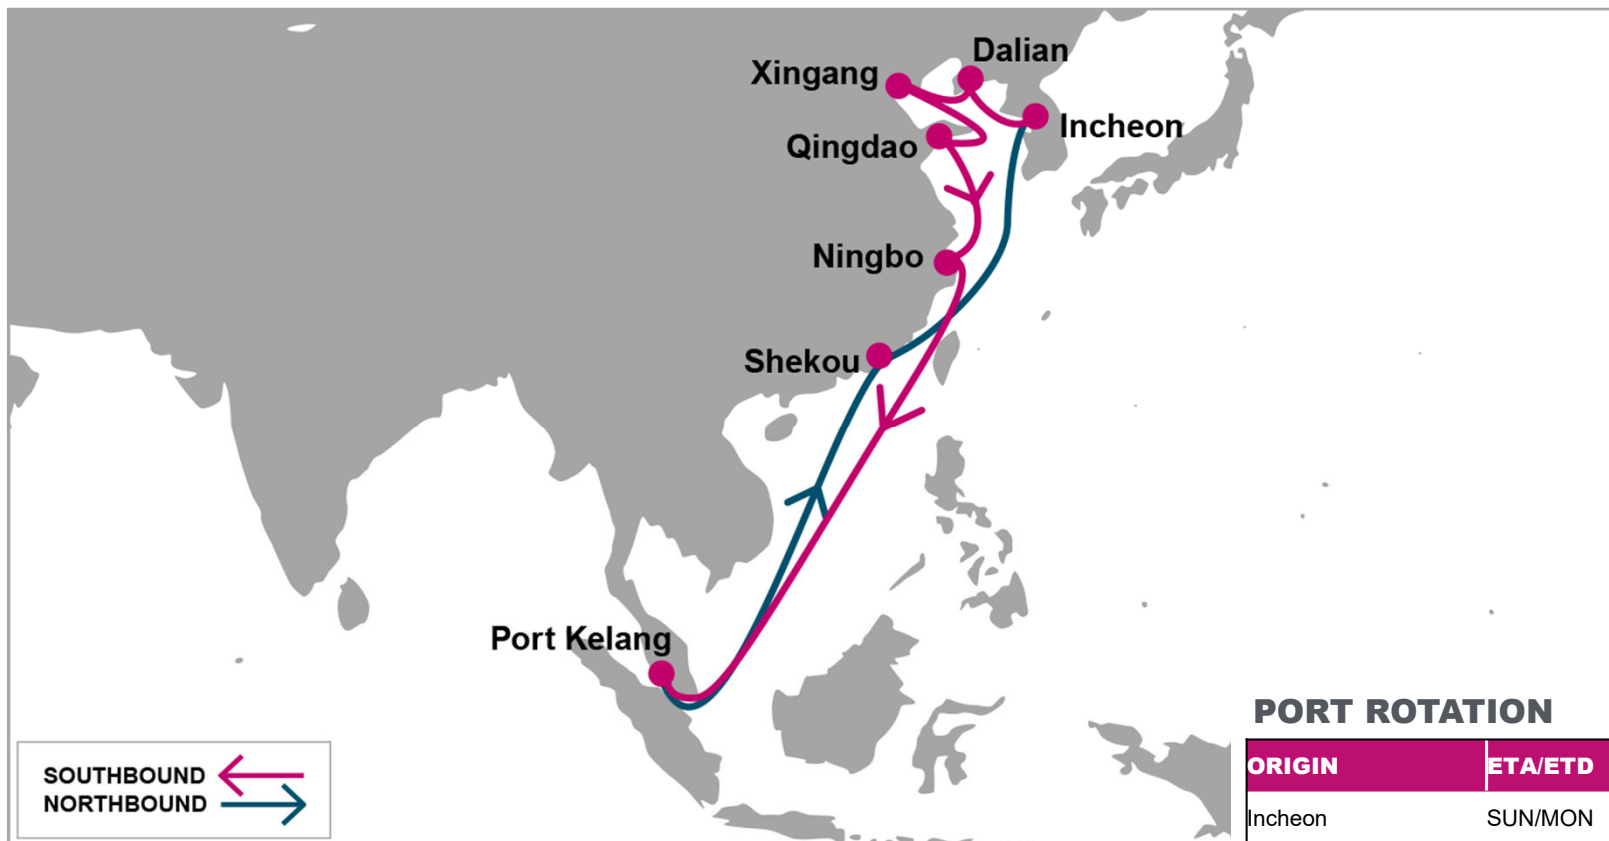 Dalian
Xingang
Incheon
Qingdao
Ningbo
Shekou
Port Kelang
PORT ROTATION
ORIGIN ETA/ETD
Incheon SUN/MON
SOUTHBOUND
NORTHBOUND